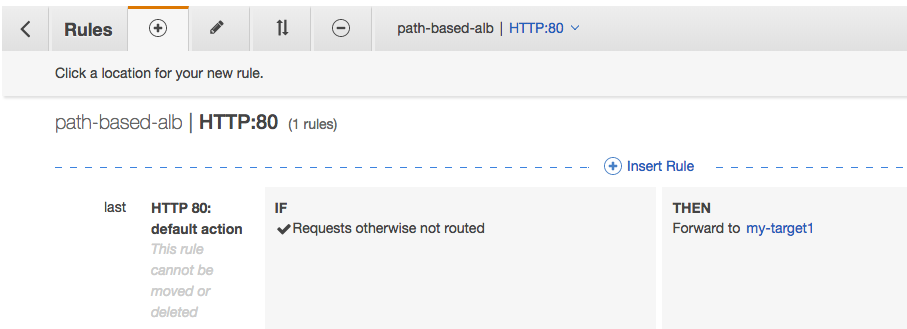 Rules path-based-alb | HTTP:80
Click a location for your new rule.
path-based-alb | HTTP:80 (1 rules)
Insert Rule
last HTTP 80: default action This rule cannot be moved or deleted
IF
Requests otherwise not routed
THEN
Forward to my-target1